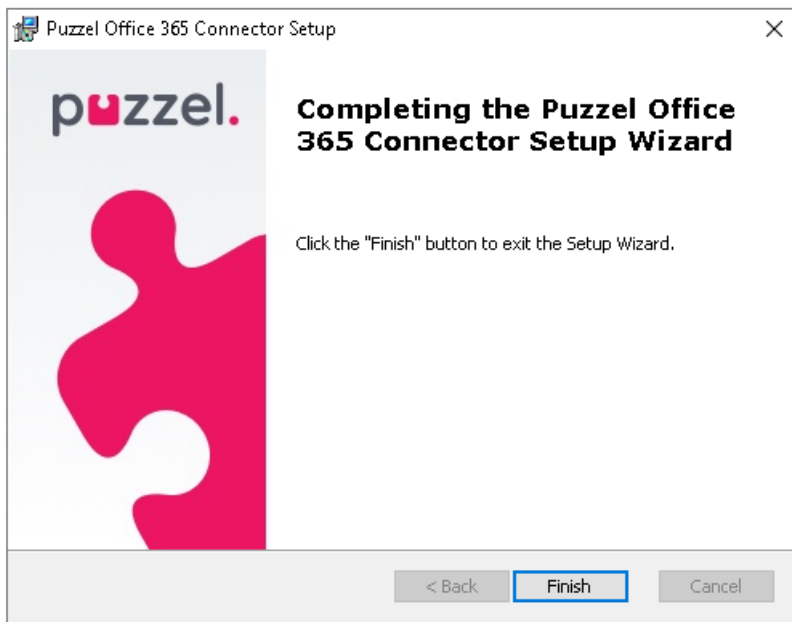 Puzzel Office 365 Connector Setup
puzzel.
Completing the Puzzel Office
365 Connector Setup Wizard
Click the "Finish" button to exit the Setup Wizard.
< Back
Finish
Cancel